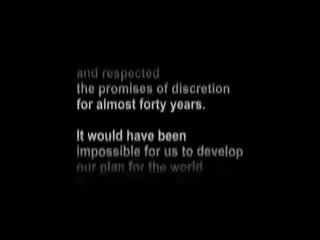 and respected
the promises of discretion
for almost forty years.
It would have been
impossible for us to develop
our plan for the world